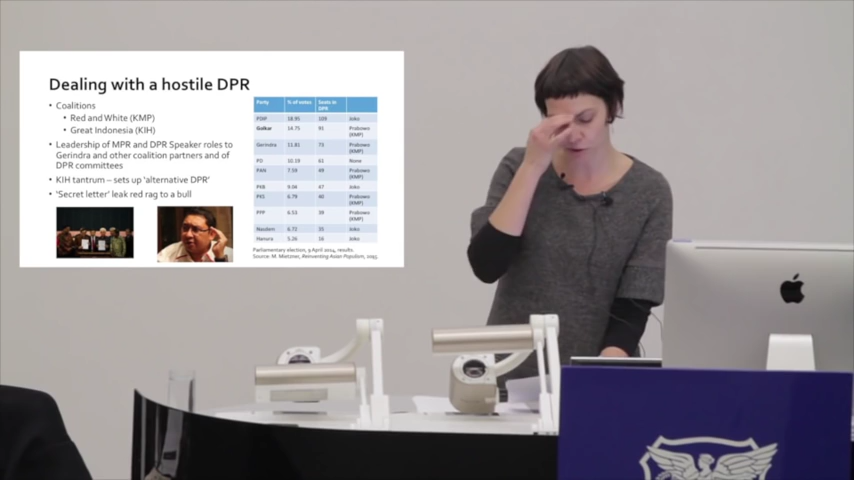 Dealing with a hostile DPR
• Coalitions
• Red and White (KMP)
• Great Indonesia (KIH)
• Leadership of MPR and DPR Speaker roles to
Gerindra and other coalition partners and of
DPR committees
• KIH tantrum – sets up 'alternative DPR'
• 'Secret letter' leak red rag to a bull
Party % of votes Seats in
DPR
PDIP 18.95 109 Joko
Golkar 14.75 91 Prabowo
(KMP)
Gerindra 11.81 73 Prabowo
(KMP)
PD 10.19 61 None
PAN 7.59 49 Prabowo
(KMP)
PKB 9.04 47 Joko
PKS 6.79 40 Prabowo
(KMP)
PPP 6.53 39 Prabowo
(KMP)
Nasdem 6.72 35 Joko
Hanura 5.26 16 Joko
Parliamentary election, 9 April 2014, results.
Source: M. Mietzner, Reinventing Asian Populism, 2015